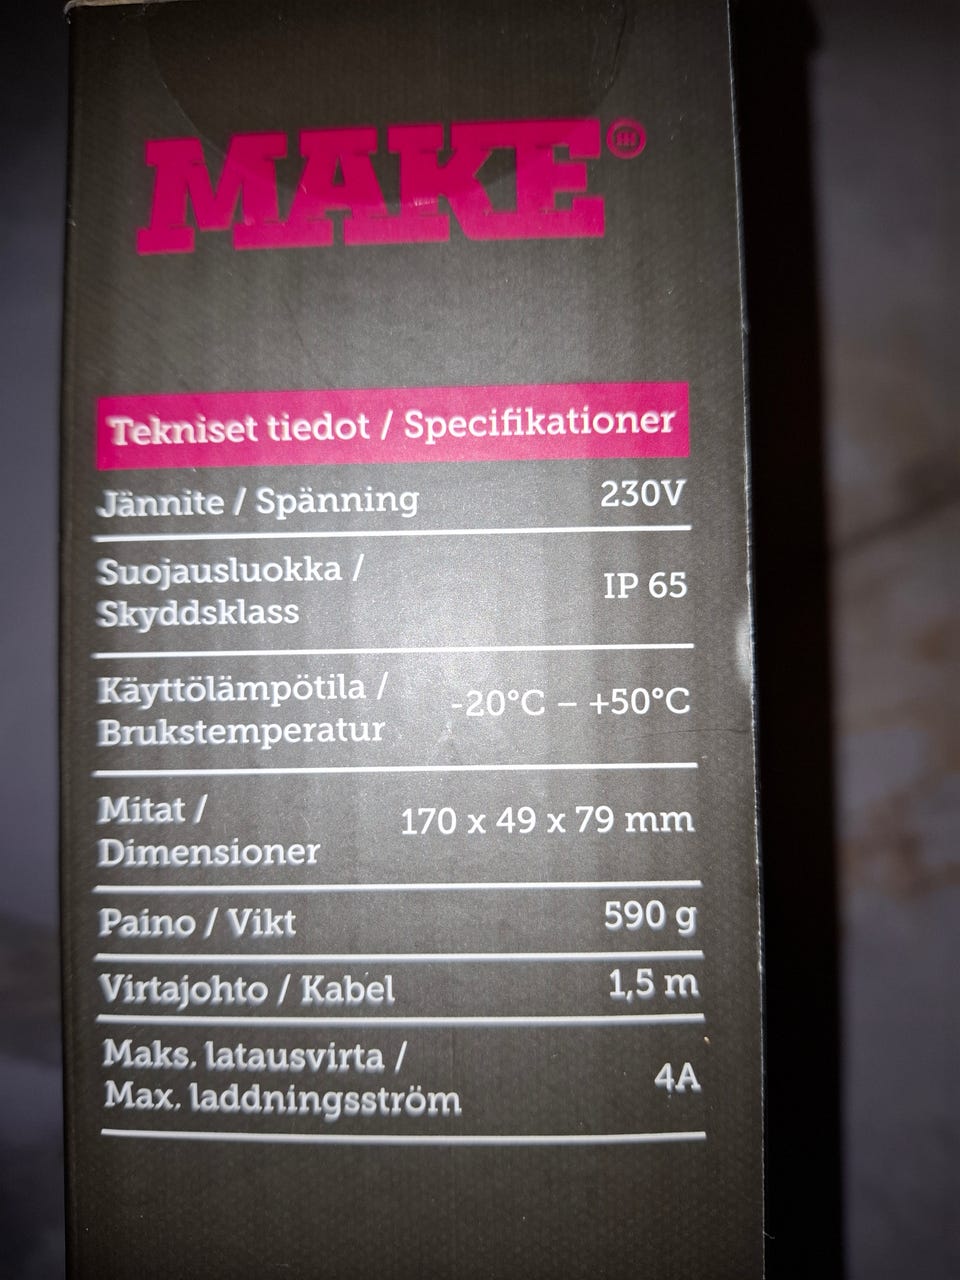 MAKE
Tekniset tiedot / Specifikationer
Jännite / Spänning 230V
Suojausluokka /
Skyddsklass IP 65
Käyttölämpötila /
Brukstemperatur -20°C – +50°C
Mitat /
Dimensioner 170 x 49 x 79 mm
Paino / Vikt 590 g
Virtajohto / Kabel 1,5 m
Maks. latausvirta /
Max. laddningsström 4A